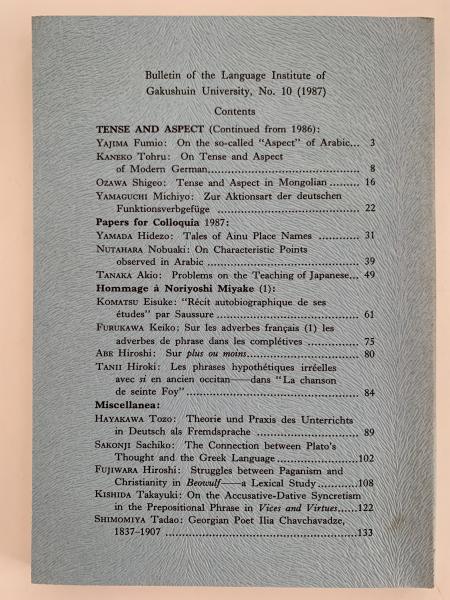 Bulletin of the Language Institute of
Gakushuin University, No. 10 (1987)
Contents
TENSE AND ASPECT (Continued from 1986):
YAJIMA Fumio: On the so-called "Aspect" of Arabic... 3
KANEKO Tohru: On Tense and Aspect
of Modern German........................ 8
OZAWA Shigeo: Tense and Aspect in Mongolian ......... 16
YAMAGUCHI Michiyo: Zur Aktionsart der deutschen
Funktionsverbgefüge ........................ 22
Papers for Colloquia 1987:
YAMADA Hidezo: Tales of Ainu Place Names ............ 31
NUTAHARA Nobuaki: On Characteristic Points
observed in Arabic ........................ 39
TANAKA Akio: Problems on the Teaching of Japanese... 49
Hommage à Noriyoshi Miyake (1):
KOMATSU Eisuke: "Récit autobiographique de ses
études" par Saussure ........................ 61
FURUKAWA Keiko: Sur les adverbes français (1) les
adverbes de phrase dans les complétives ......... 75
ABE Hiroshi: Sur plus ou moins........................ 80
TANII Hiroki: Les phrases hypothétiques irréelles
avec si en ancien occitan—dans "La chanson
de seinte Foy" ........................ 84
Miscellanea:
HAYAKAWA Tozo: Theorie und Praxis des Unterrichts
in Deutsch als Fremdsprache .................. 89
SAKONJI Sachiko: The Connection between Plato's
Thought and the Greek Language...............102
FUJIWARA Hiroshi: Struggles between Paganism and
Christianity in Beowulf—a Lexical Study.........108
KISHIDA Takayuki: On the Accusative-Dative Syncretism
in the Prepositional Phrase in Vices and Virtues......122
SHIMOMIYA Tadao: Georgian Poet Ilia Chavchavadze,
1837-1907 ....................................133